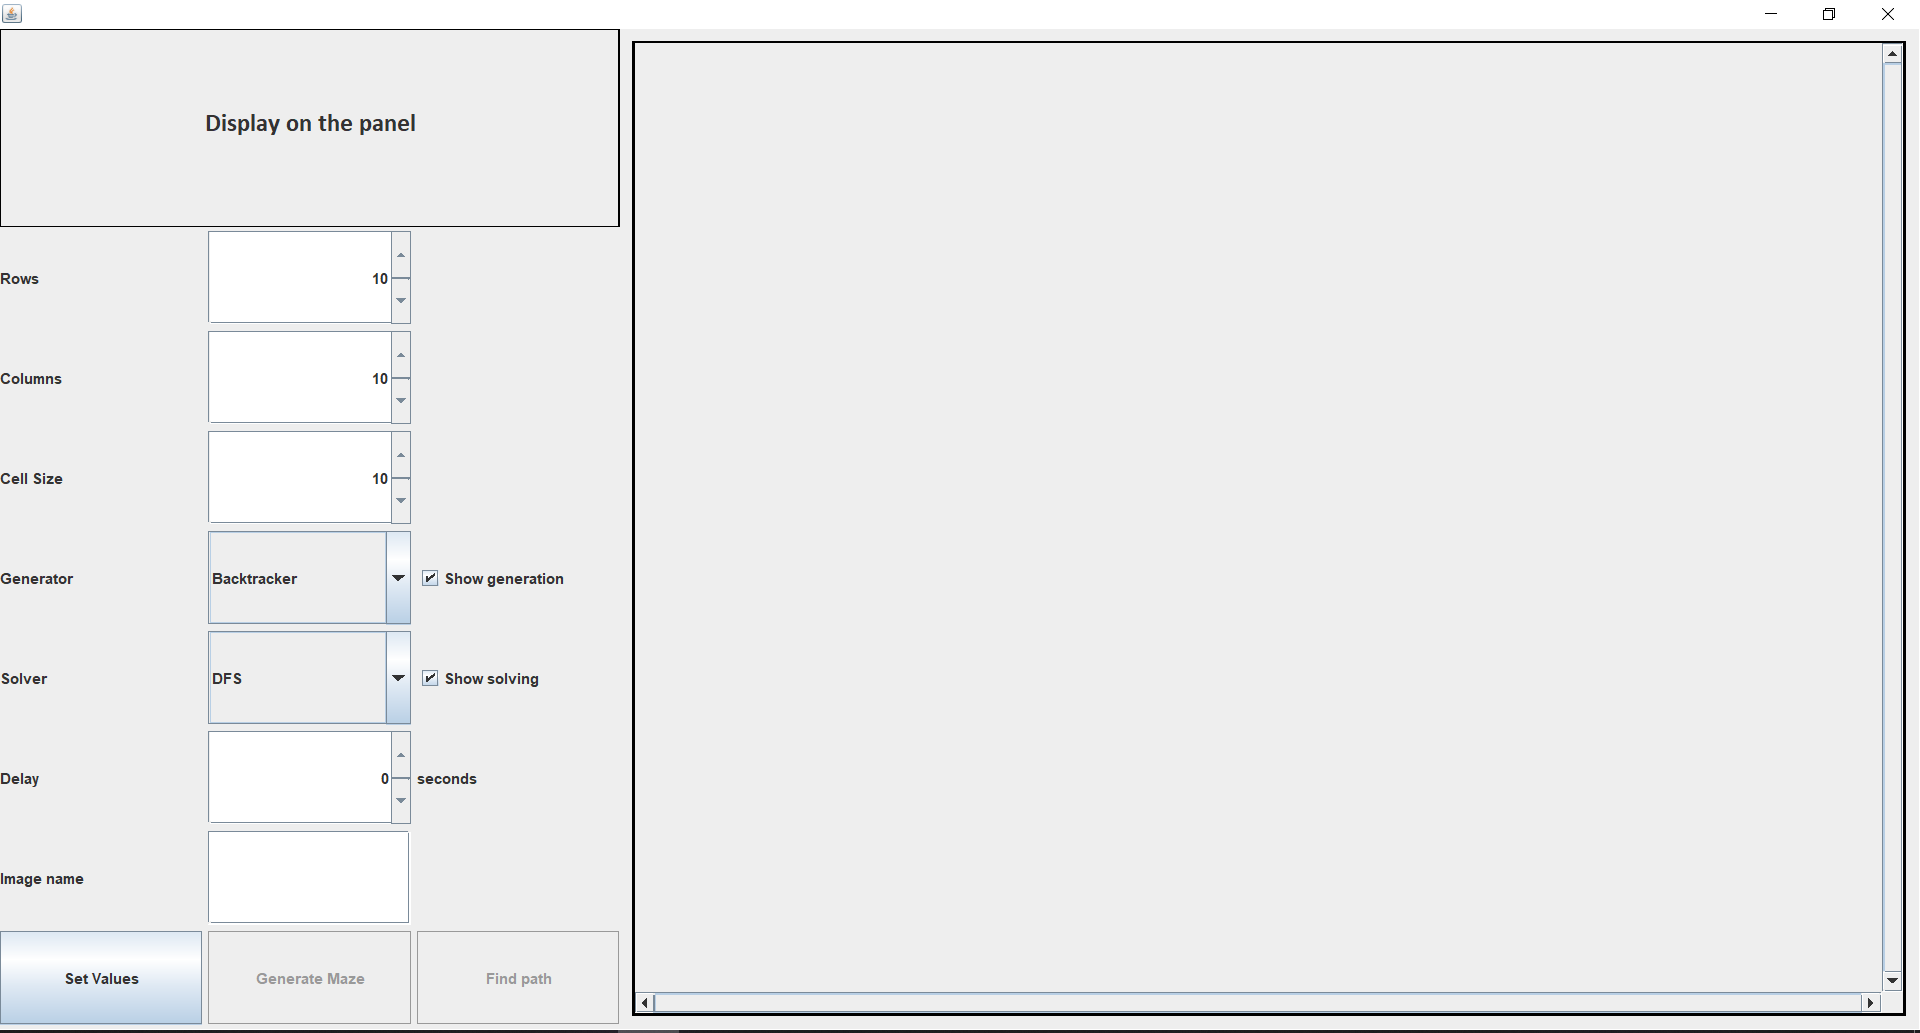 Display on the panel
Rows 10
Columns 10
Cell Size 10
Generator Backtracker Show generation
Solver DFS Show solving
Delay 0 seconds
Image name
Set Values Generate Maze Find path